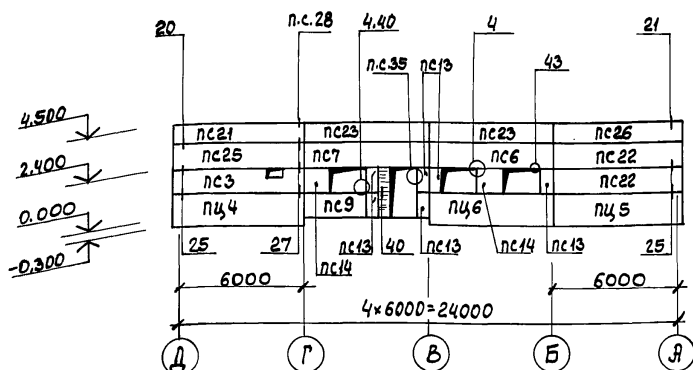 20
п.с.28
4.40
п.с.35
пс13
4
43
21
4.500
2.400
0.000
-0.300
пс21
пс23
пс23
пс26
пс25
пс7
пс6
пс22
пс3
пс22
пц4
пс9
пц6
пц5
25
27
пс13
40
пс13
пс14
пс13
25
пс14
6000
6000
4×6000=24000
Д
Г
В
Б
Я